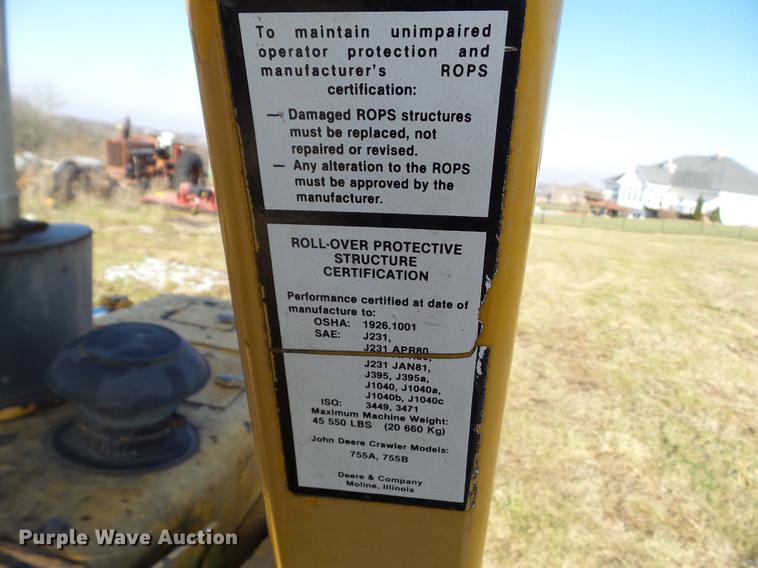 To maintain unimpaired
operator protection and
manufacturer's ROPS
certification:
— Damaged ROPS structures
must be replaced, not
repaired or revised.
— Any alteration to the ROPS
must be approved by the
manufacturer.
ROLL-OVER PROTECTIVE
STRUCTURE
CERTIFICATION
Performance certified at date of
manufacture to:
OSHA: 1926.1001
SAE: J231,
J231 APR80,
J231 JAN81,
J395, J395a,
J1040, J1040a,
J1040b, J1040c
ISO: 3449, 3471
Maximum Machine Weight:
45 550 LBS (20 660 Kg)
John Deere Crawler Models:
755A, 755B
Deere & Company
Moline, Illinois
Purple Wave Auction